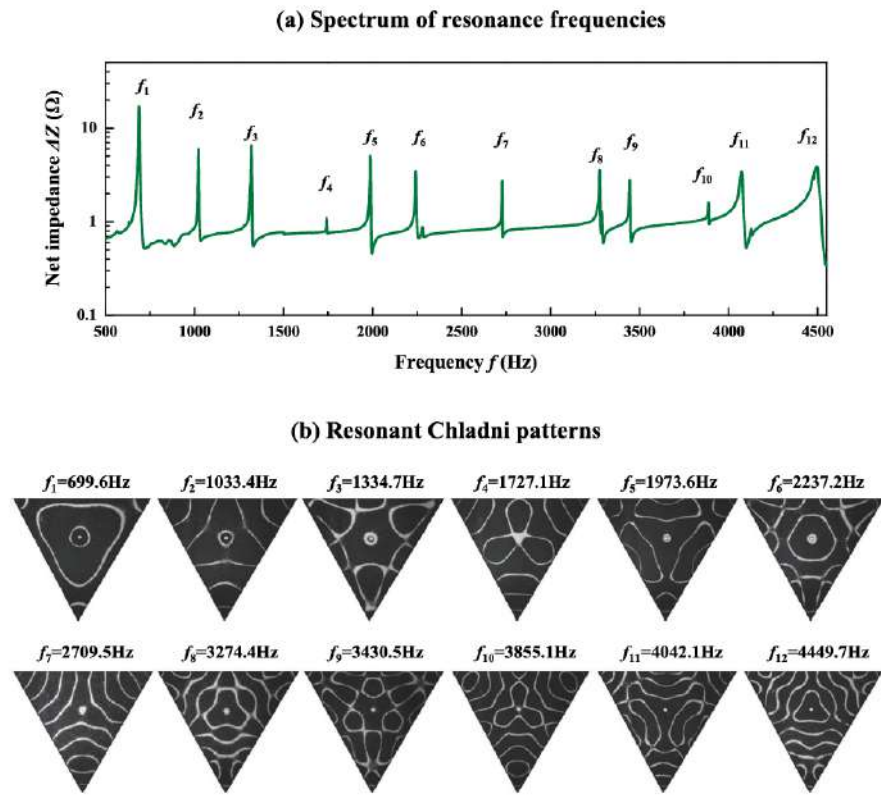 (a) Spectrum of resonance frequencies
Net impedance ΔZ (Ω)
10
1
0.1
f₁
f₂
f₃
f₄
f₅
f₆
f₇
f₈
f₉
f₁₀
f₁₁
f₁₂
500 1000 1500 2000 2500 3000 3500 4000 4500
Frequency f (Hz)
(b) Resonant Chladni patterns
f₁=699.6Hz f₂=1033.4Hz f₃=1334.7Hz f₄=1727.1Hz f₅=1973.6Hz f₆=2237.2Hz
f₇=2709.5Hz f₈=3274.4Hz f₉=3430.5Hz f₁₀=3855.1Hz f₁₁=4042.1Hz f₁₂=4449.7Hz